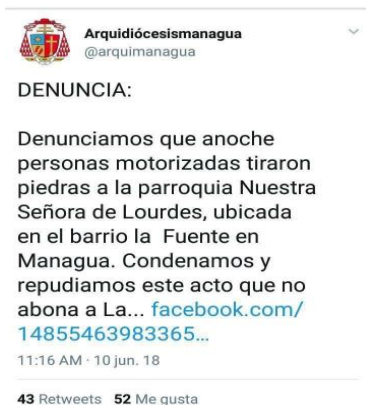 Arquidiócesismanagua
@arquimanagua
DENUNCIA:
Denunciamos que anoche
personas motorizadas tiraron
piedras a la parroquia Nuestra
Señora de Lourdes, ubicada
en el barrio la Fuente en
Managua. Condenamos y
repudiamos este acto que no
abona a La... facebook.com/
14855463983365...
11:16 AM · 10 jun. 18
43 Retweets 52 Me gusta